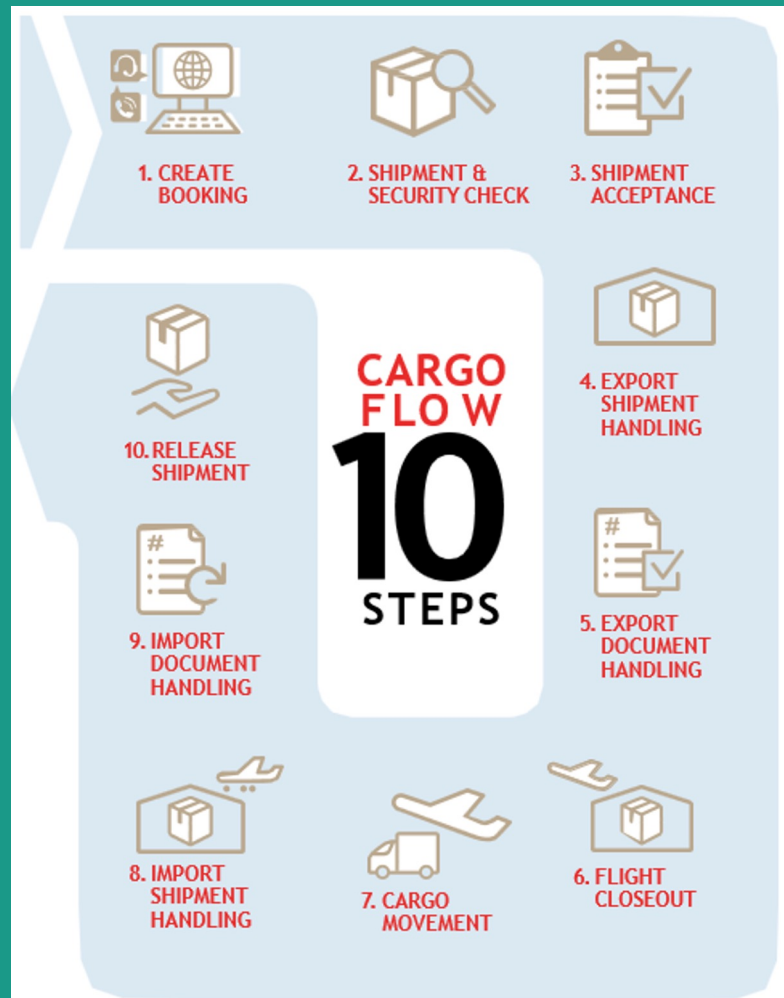 1. CREATE
BOOKING
2. SHIPMENT &
SECURITY CHECK
3. SHIPMENT
ACCEPTANCE
4. EXPORT
SHIPMENT
HANDLING
5. EXPORT
DOCUMENT
HANDLING
6. FLIGHT
CLOSEOUT
7. CARGO
MOVEMENT
8. IMPORT
SHIPMENT
HANDLING
9. IMPORT
DOCUMENT
HANDLING
10. RELEASE
SHIPMENT
CARGO
FLOW
10
STEPS
#
#